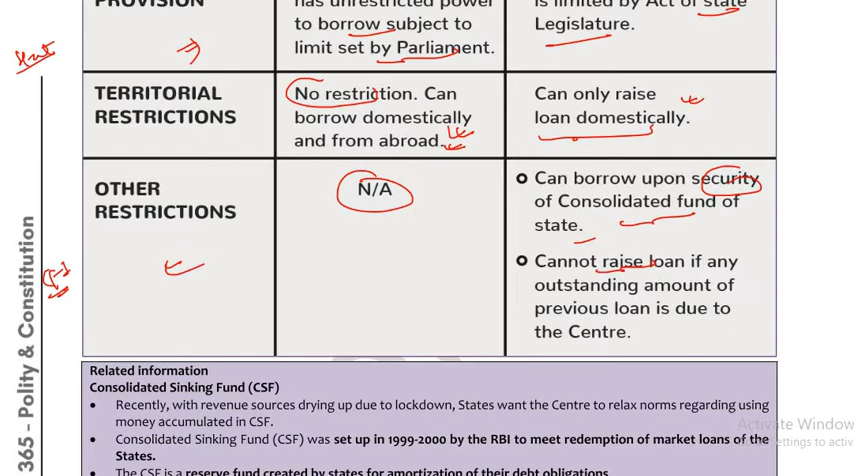 PROVISION
has unrestricted power
to borrow subject to
limit set by Parliament.
is limited by Act of state
Legislature.
TERRITORIAL
RESTRICTIONS
No restriction. Can
borrow domestically
and from abroad.
Can only raise
loan domestically.
OTHER
RESTRICTIONS
N/A
Can borrow upon security
of Consolidated fund of
state.
Cannot raise loan if any
outstanding amount of
previous loan is due to
the Centre.
365 - Polity & Constitution
Related information
Consolidated Sinking Fund (CSF)
Recently, with revenue sources drying up due to lockdown, States want the Centre to relax norms regarding using
money accumulated in CSF.
Consolidated Sinking Fund (CSF) was set up in 1999-2000 by the RBI to meet redemption of market loans of the
States.
The CSF is a reserve fund created by states for amortization of their debt obligations.
Activate Window
Go to Settings to activ